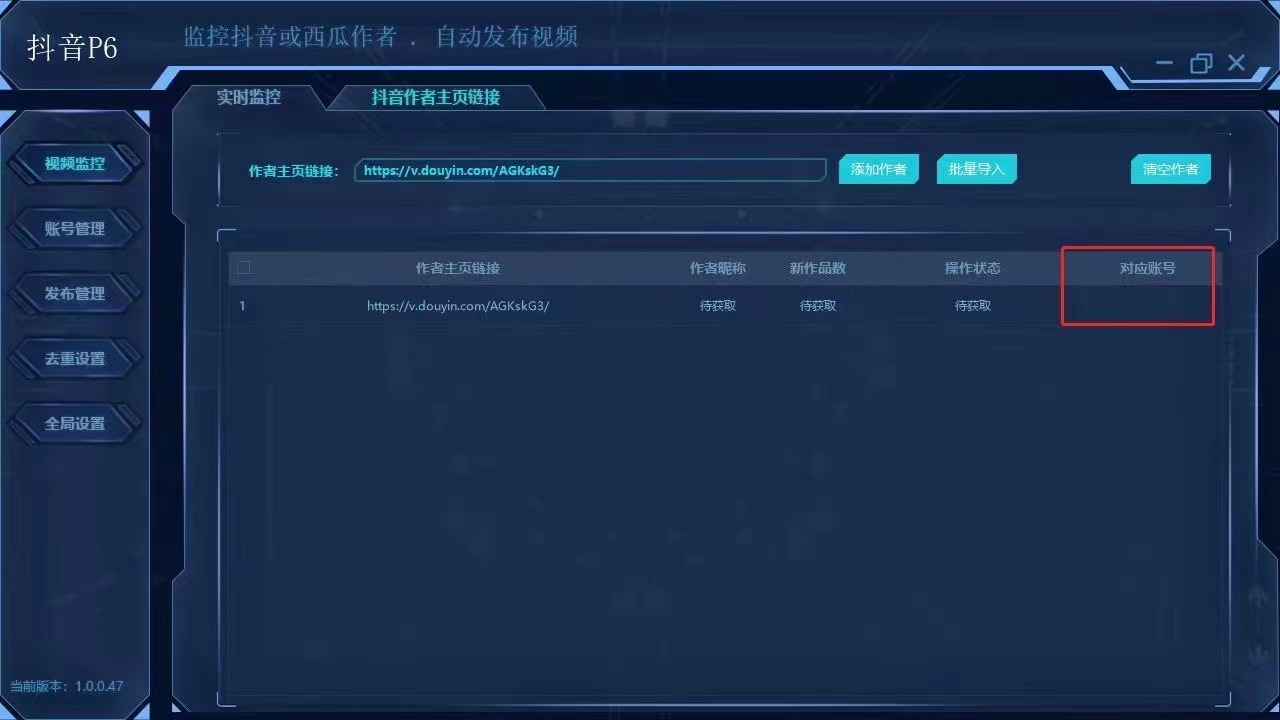 抖音P6
监控抖音或西瓜作者 . 自动发布视频
实时监控 抖音作者主页链接
视频监控
账号管理
发布管理
去重设置
全局设置
当前版本：1.0.0.47
作者主页链接： https://v.douyin.com/AGKskG3/ 添加作者 批量导入 清空作者
作者主页链接 作者昵称 新作品数 操作状态 对应账号
1 https://v.douyin.com/AGKskG3/ 待获取 待获取 待获取